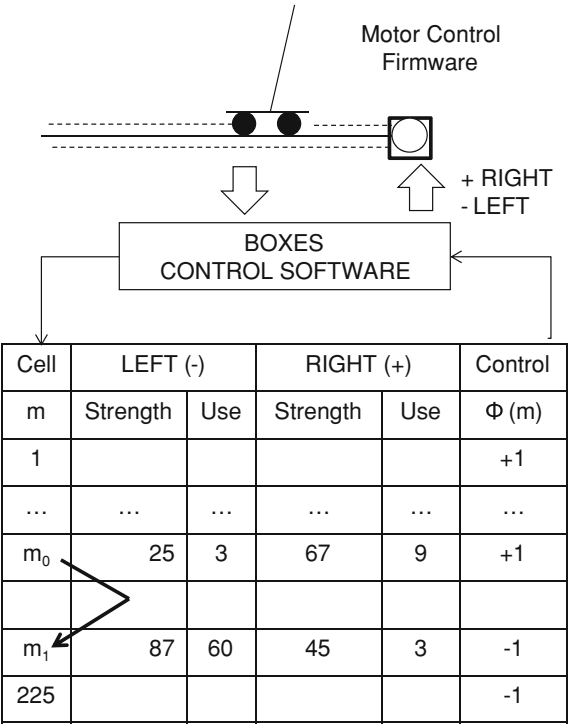 Motor Control
Firmware
+ RIGHT
- LEFT
BOXES
CONTROL SOFTWARE
Cell LEFT (-) RIGHT (+) Control
m Strength Use Strength Use Φ (m)
1 +1
... ... ... ... ... ...
m₀ 25 3 67 9 +1
m₁ 87 60 45 3 -1
225 -1